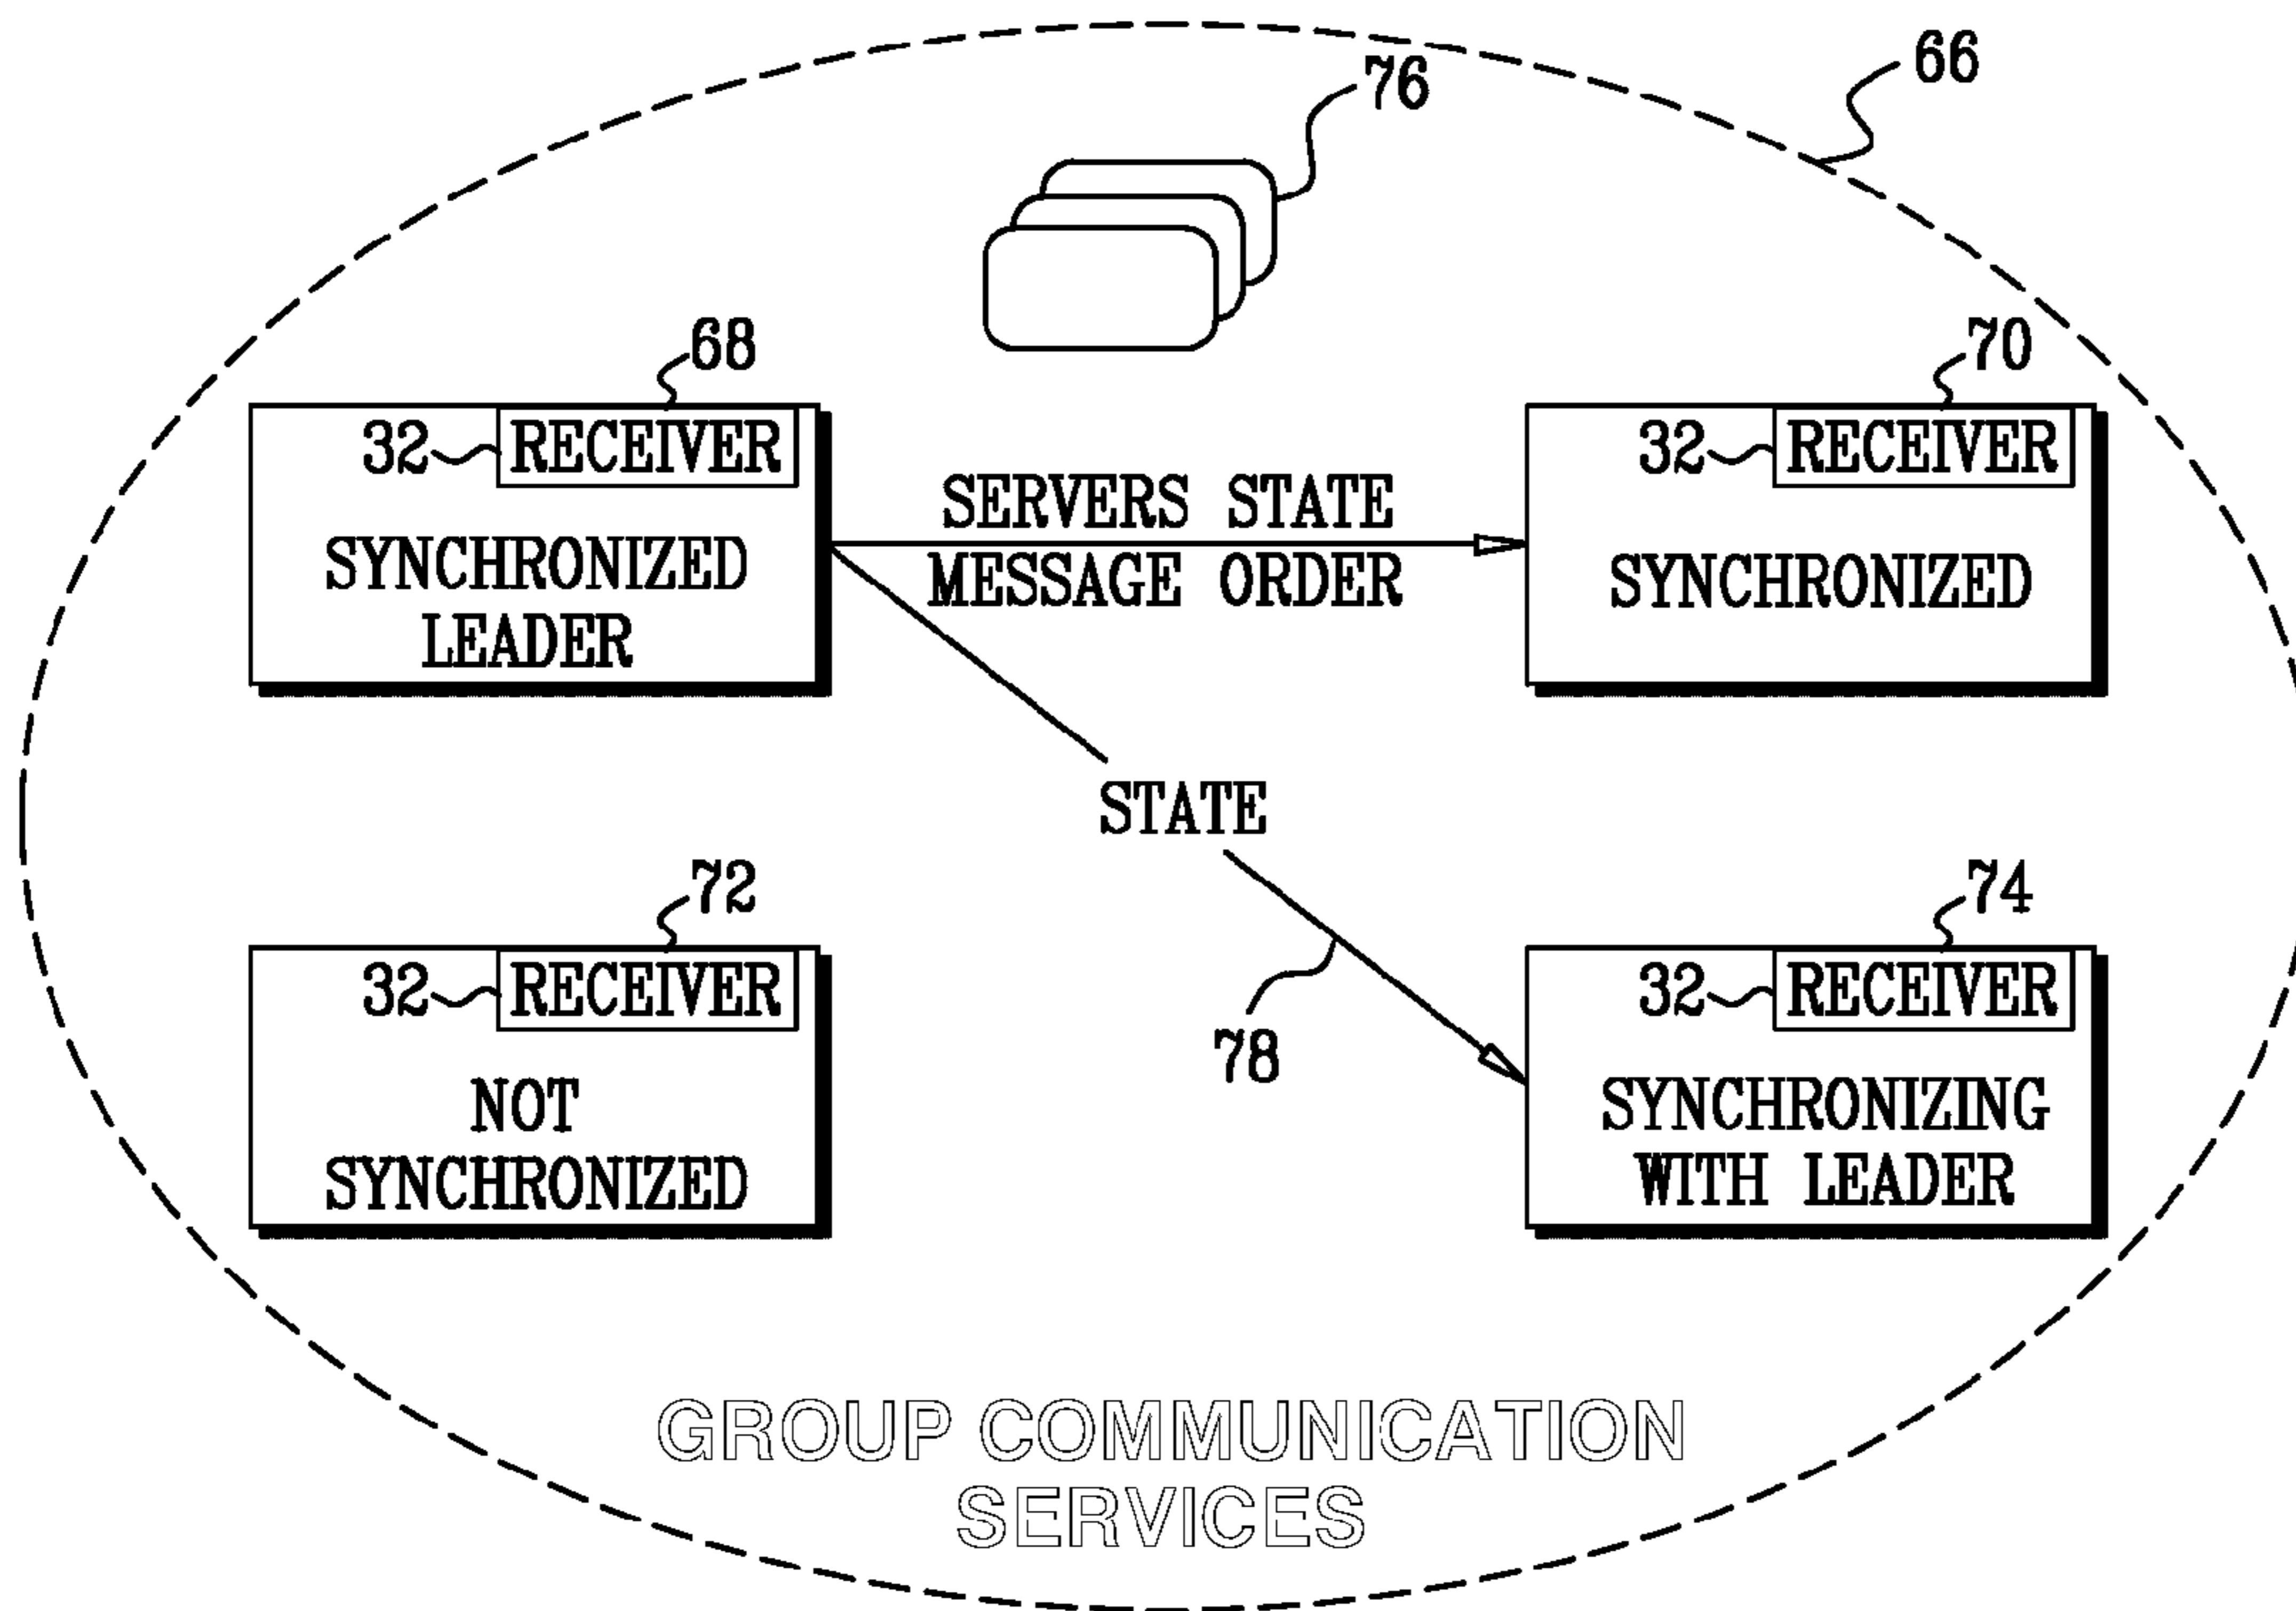 66
76
68
70
32 RECEIVER
SYNCHRONIZED
LEADER
SERVERS STATE
MESSAGE ORDER
32 RECEIVER
SYNCHRONIZED
STATE
72
74
32 RECEIVER
NOT
SYNCHRONIZED
78
32 RECEIVER
SYNCHRONIZING
WITH LEADER
GROUP COMMUNICATION
SERVICES